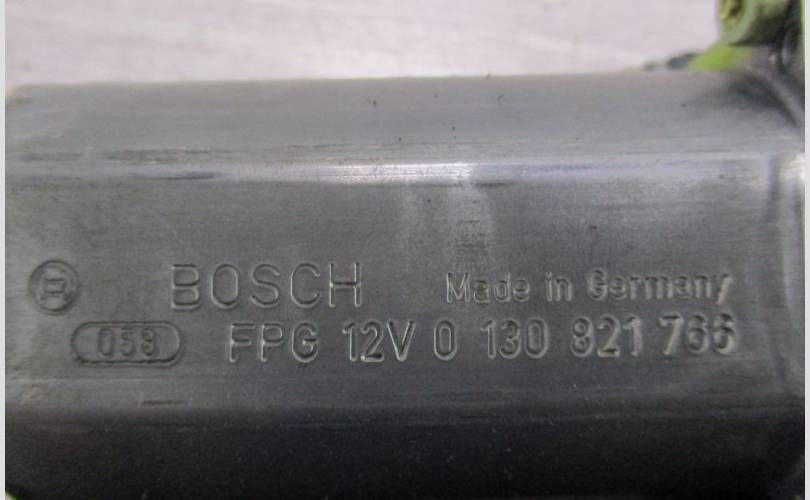 BOSCH Made in Germany
058 FPG 12V 0 130 821 766